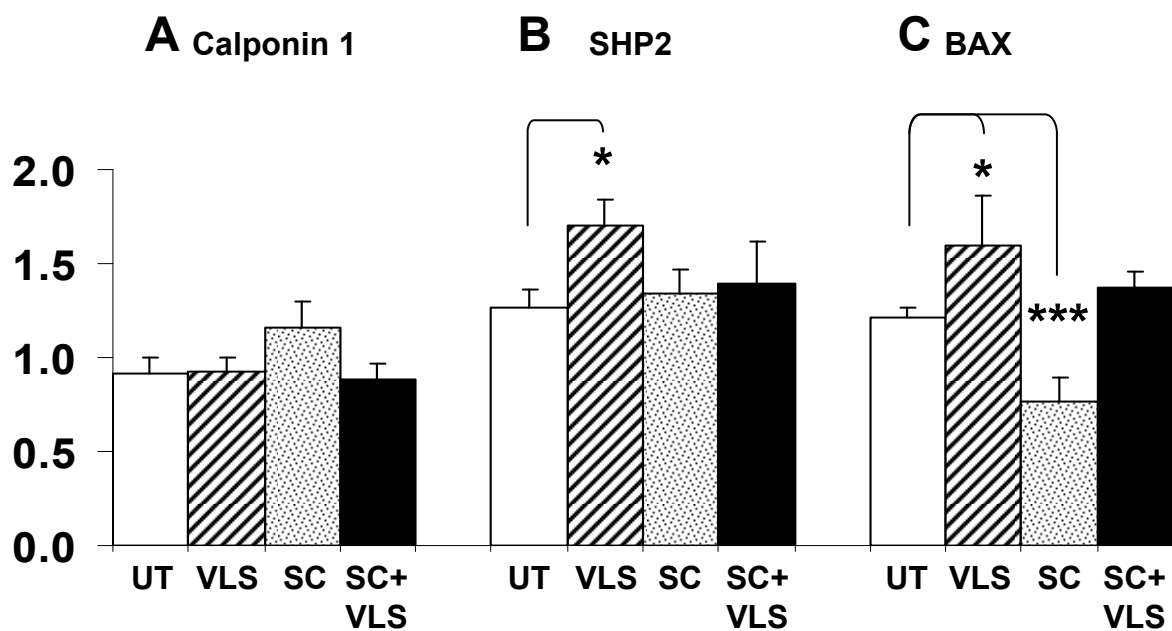 A Calponin 1
B SHP2
C BAX
* * ***
2.0
1.5
1.0
0.5
0.0
UT VLS SC SC+ VLS
UT VLS SC SC+ VLS
UT VLS SC SC+ VLS